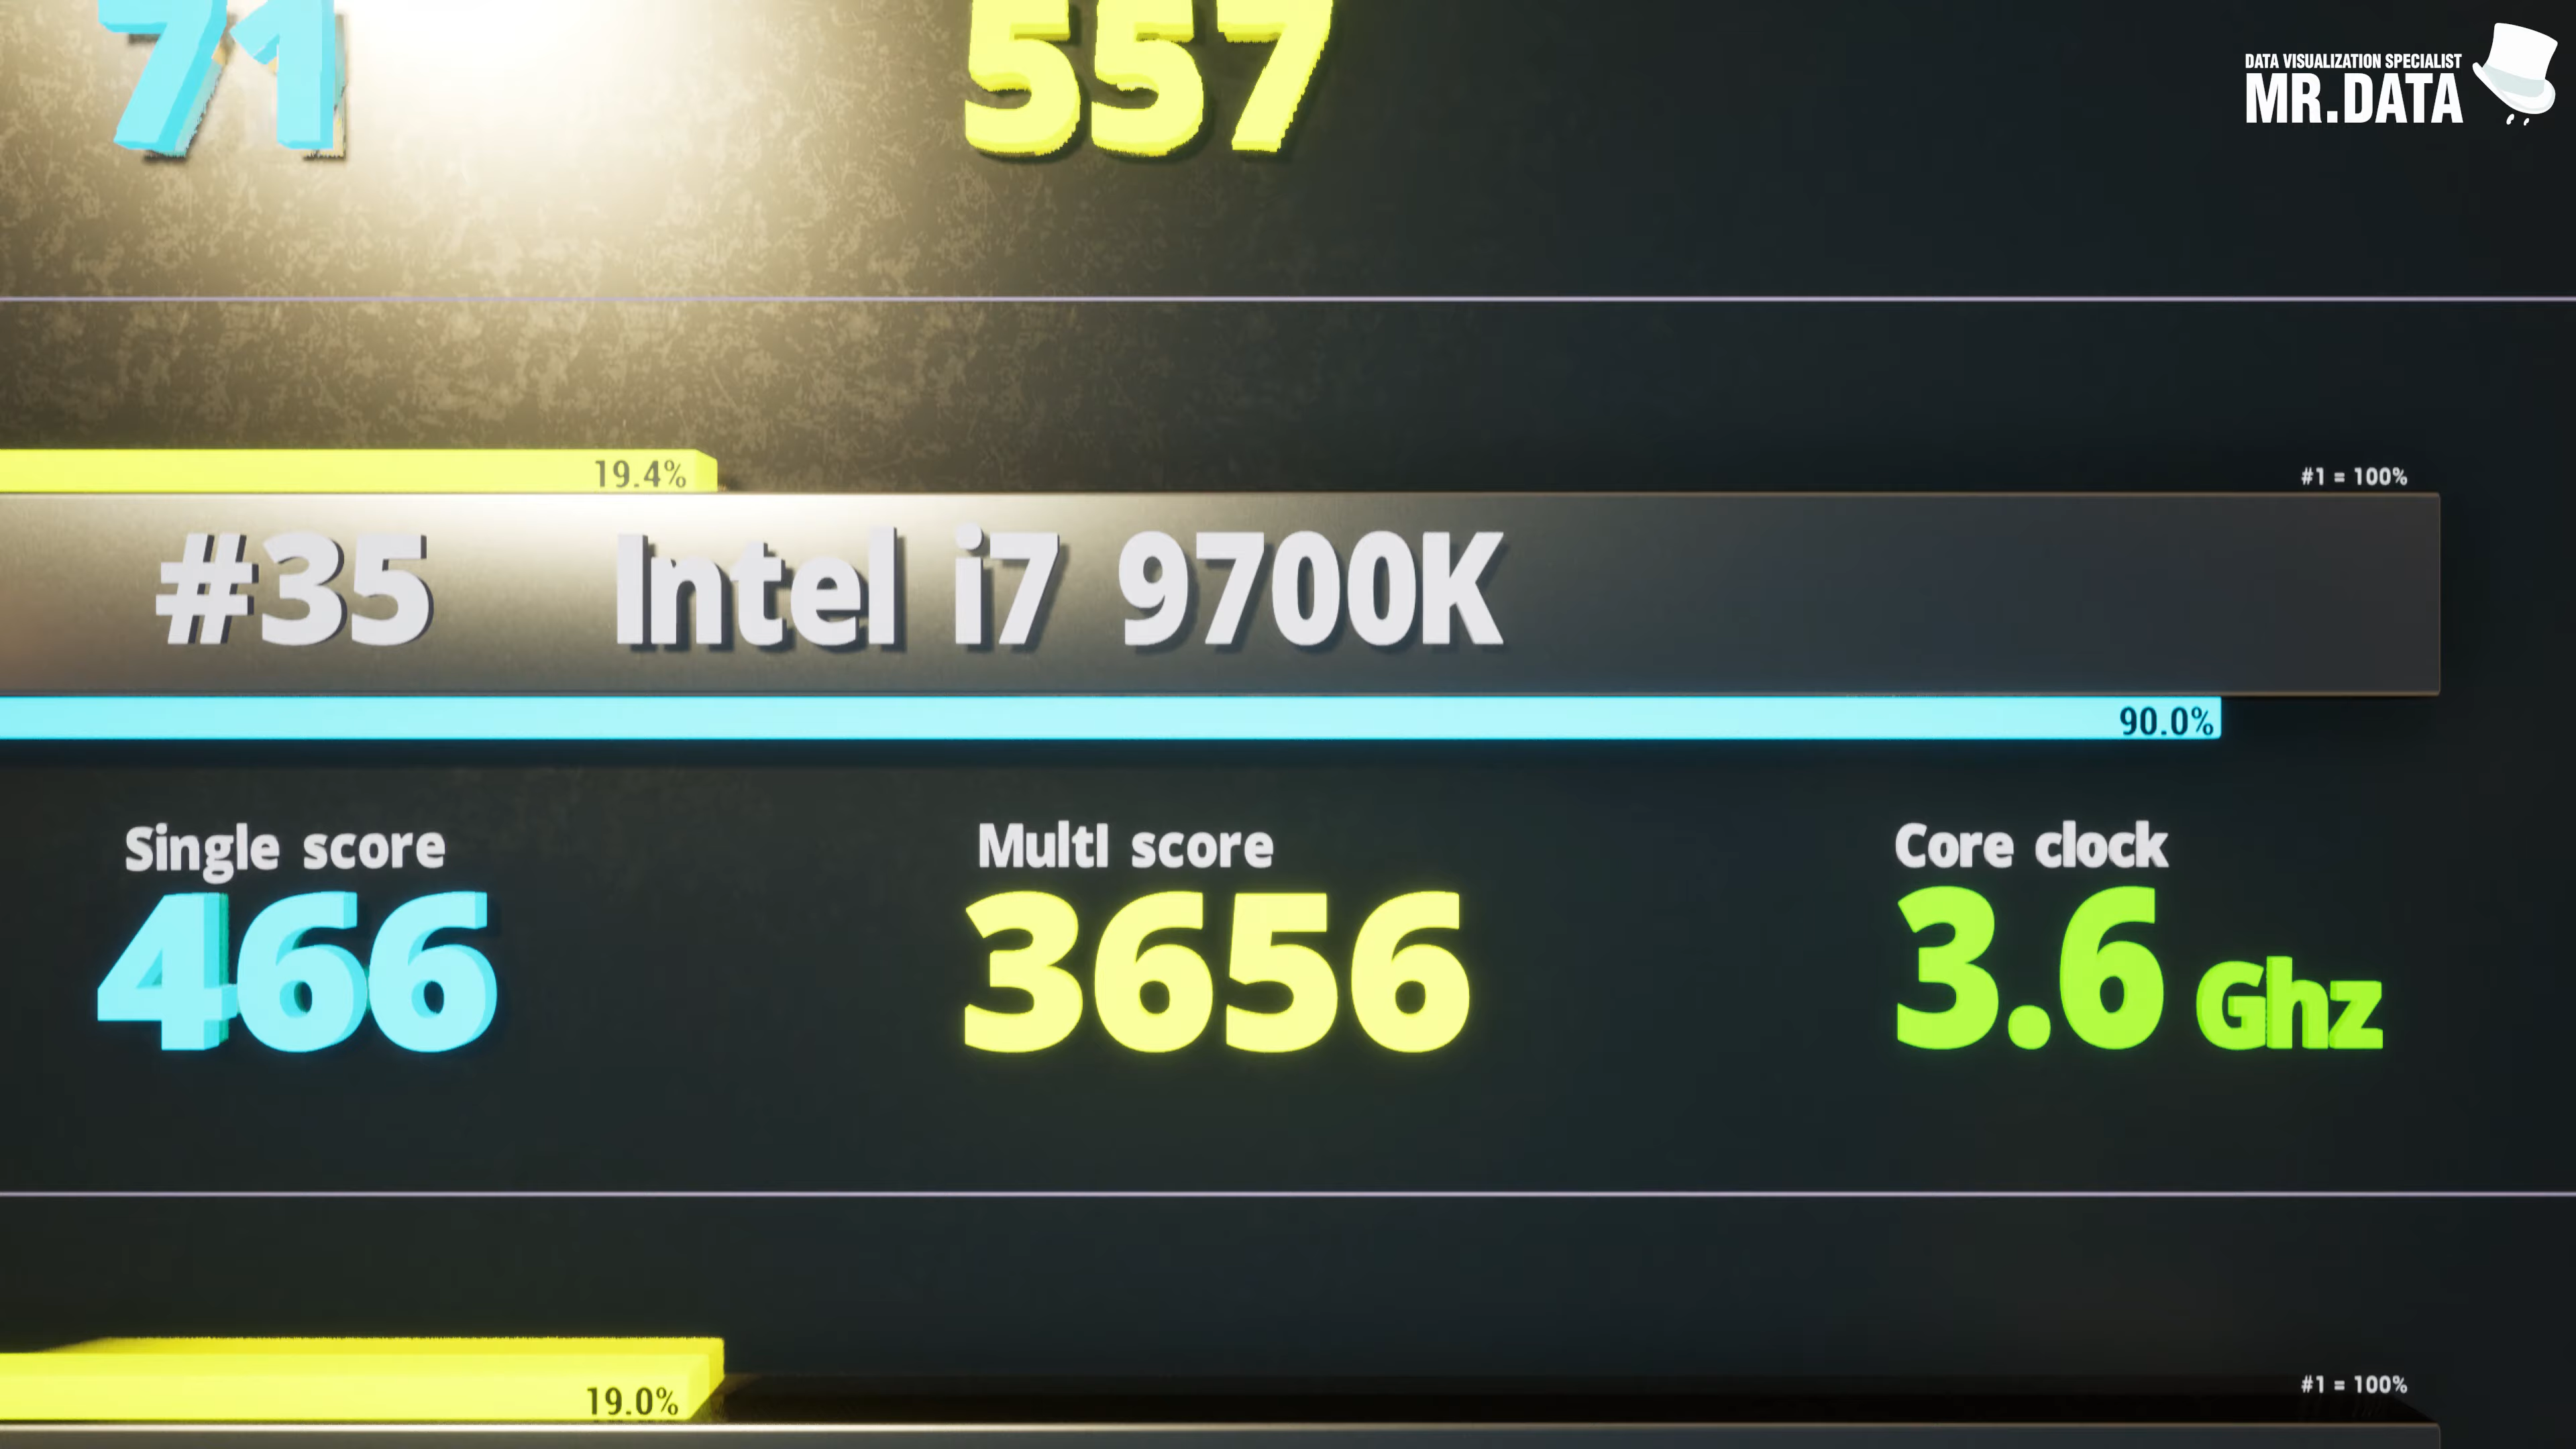 71 557
DATA VISUALIZATION SPECIALIST
MR.DATA
19.4% #1 = 100%
#35 Intel i7 9700K
90.0%
Single score MultI score Core clock
466 3656 3.6 Ghz
19.0% #1 = 100%